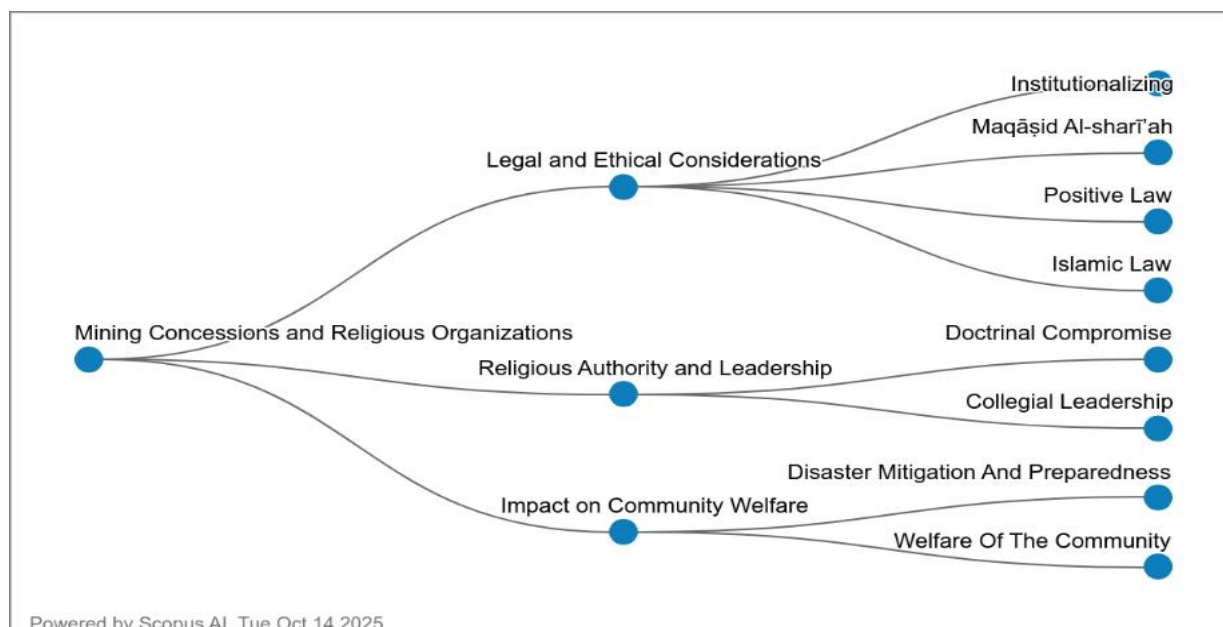 Institutionalizing
Maqāṣid Al-sharī'ah
Legal and Ethical Considerations
Positive Law
Islamic Law
Mining Concessions and Religious Organizations
Doctrinal Compromise
Religious Authority and Leadership
Collegial Leadership
Disaster Mitigation And Preparedness
Impact on Community Welfare
Welfare Of The Community
Powered by Scopus AI, Tue Oct 14 2025